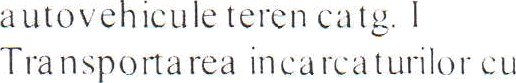 autovehicule teren catg. I
Transportarea incarcaturilor cu